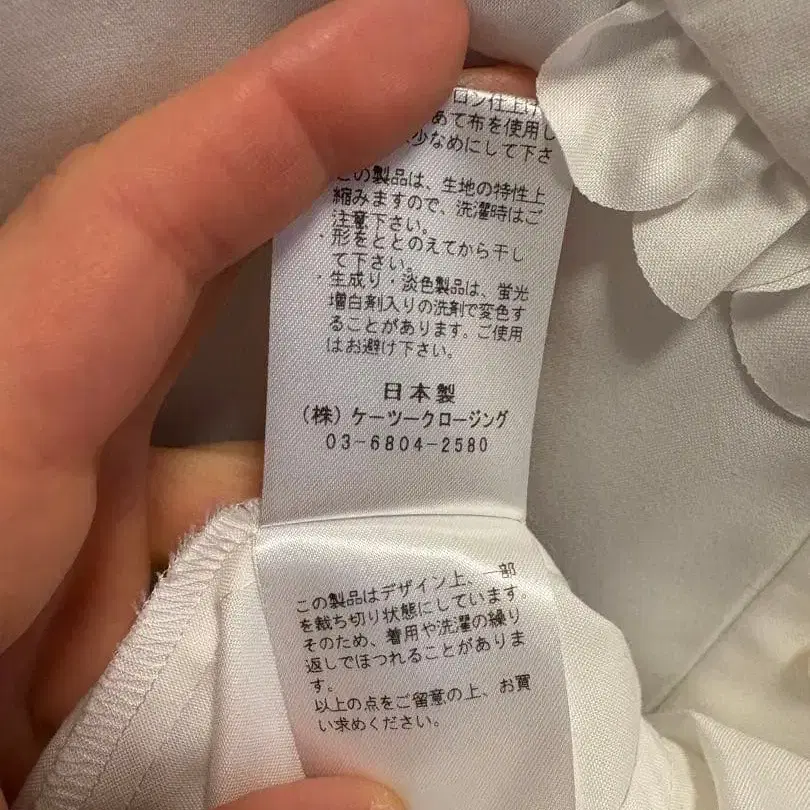 ロン仕上げ
あて布を使用し
少なめにして下さ
この製品は、生地の特性上
縮みますので、洗濯時はご
注意下さい。
・形をととのえてから干し
て下さい。
・生成り・淡色製品は、蛍光
増白剤入りの洗剤で変色す
ることがあります。ご使用
はお避け下さい。
日本製
（株）ケーツークロージング
03-6804-2580
この製品はデザイン上、一部
を裁ち切り状態にしています。
そのため、着用や洗濯の繰り
返しでほつれることがありま
す。
以上の点をご留意の上、お買
い求めください。